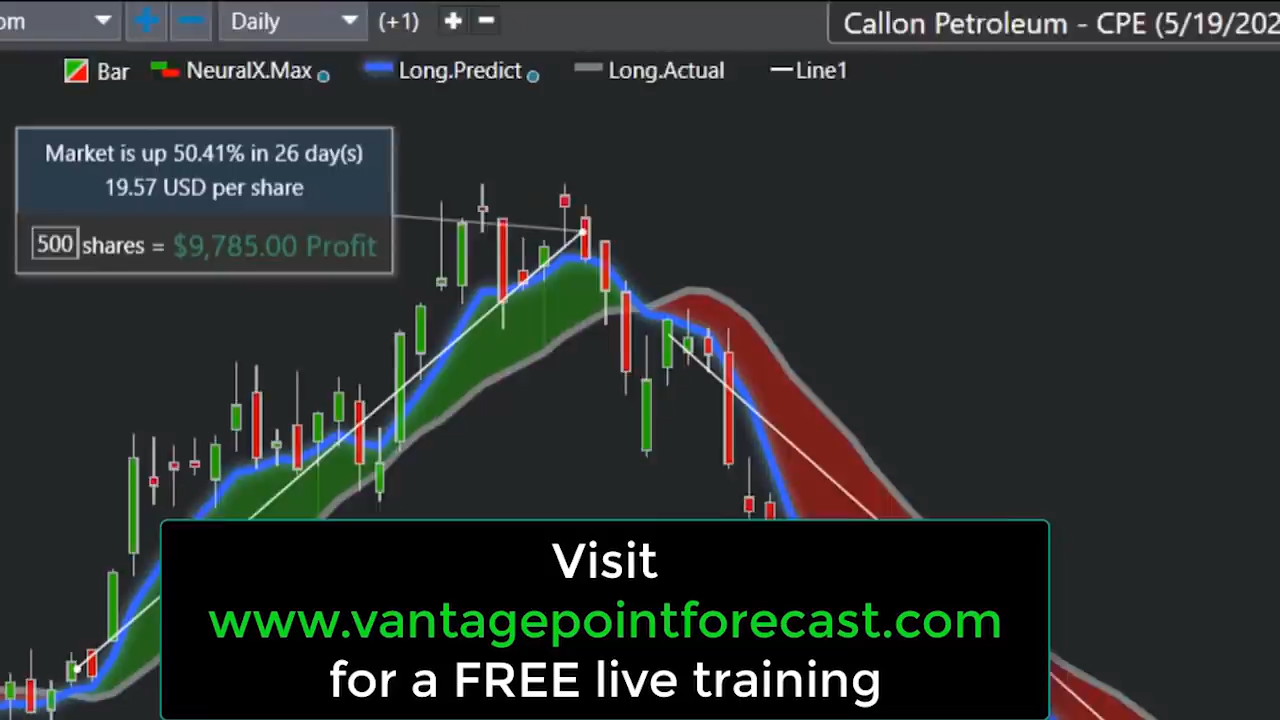 om
Daily
(+1)
Callon Petroleum - CPE (5/19/202
Bar
NeuralX.Max
Long.Predict
Long.Actual
Line1
Market is up 50.41% in 26 day(s)
19.57 USD per share
500 shares = $9,785.00 Profit
Visit
www.vantagepointforecast.com
for a FREE live training